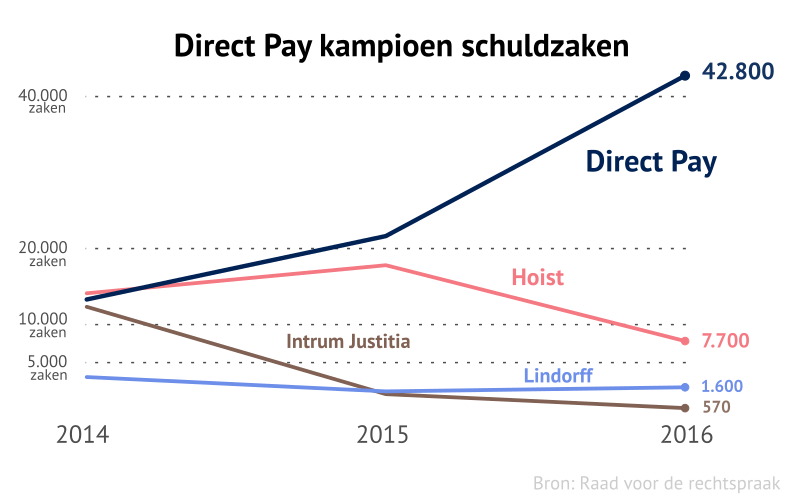 Direct Pay kampioen schuldzaken
42.800
40.000
zaken
Direct Pay
20.000
zaken
Hoist
10.000
zaken
Intrum Justitia
7.700
5.000
zaken
Lindorff
1.600
570
2014
2015
2016
Bron: Raad voor de rechtspraak